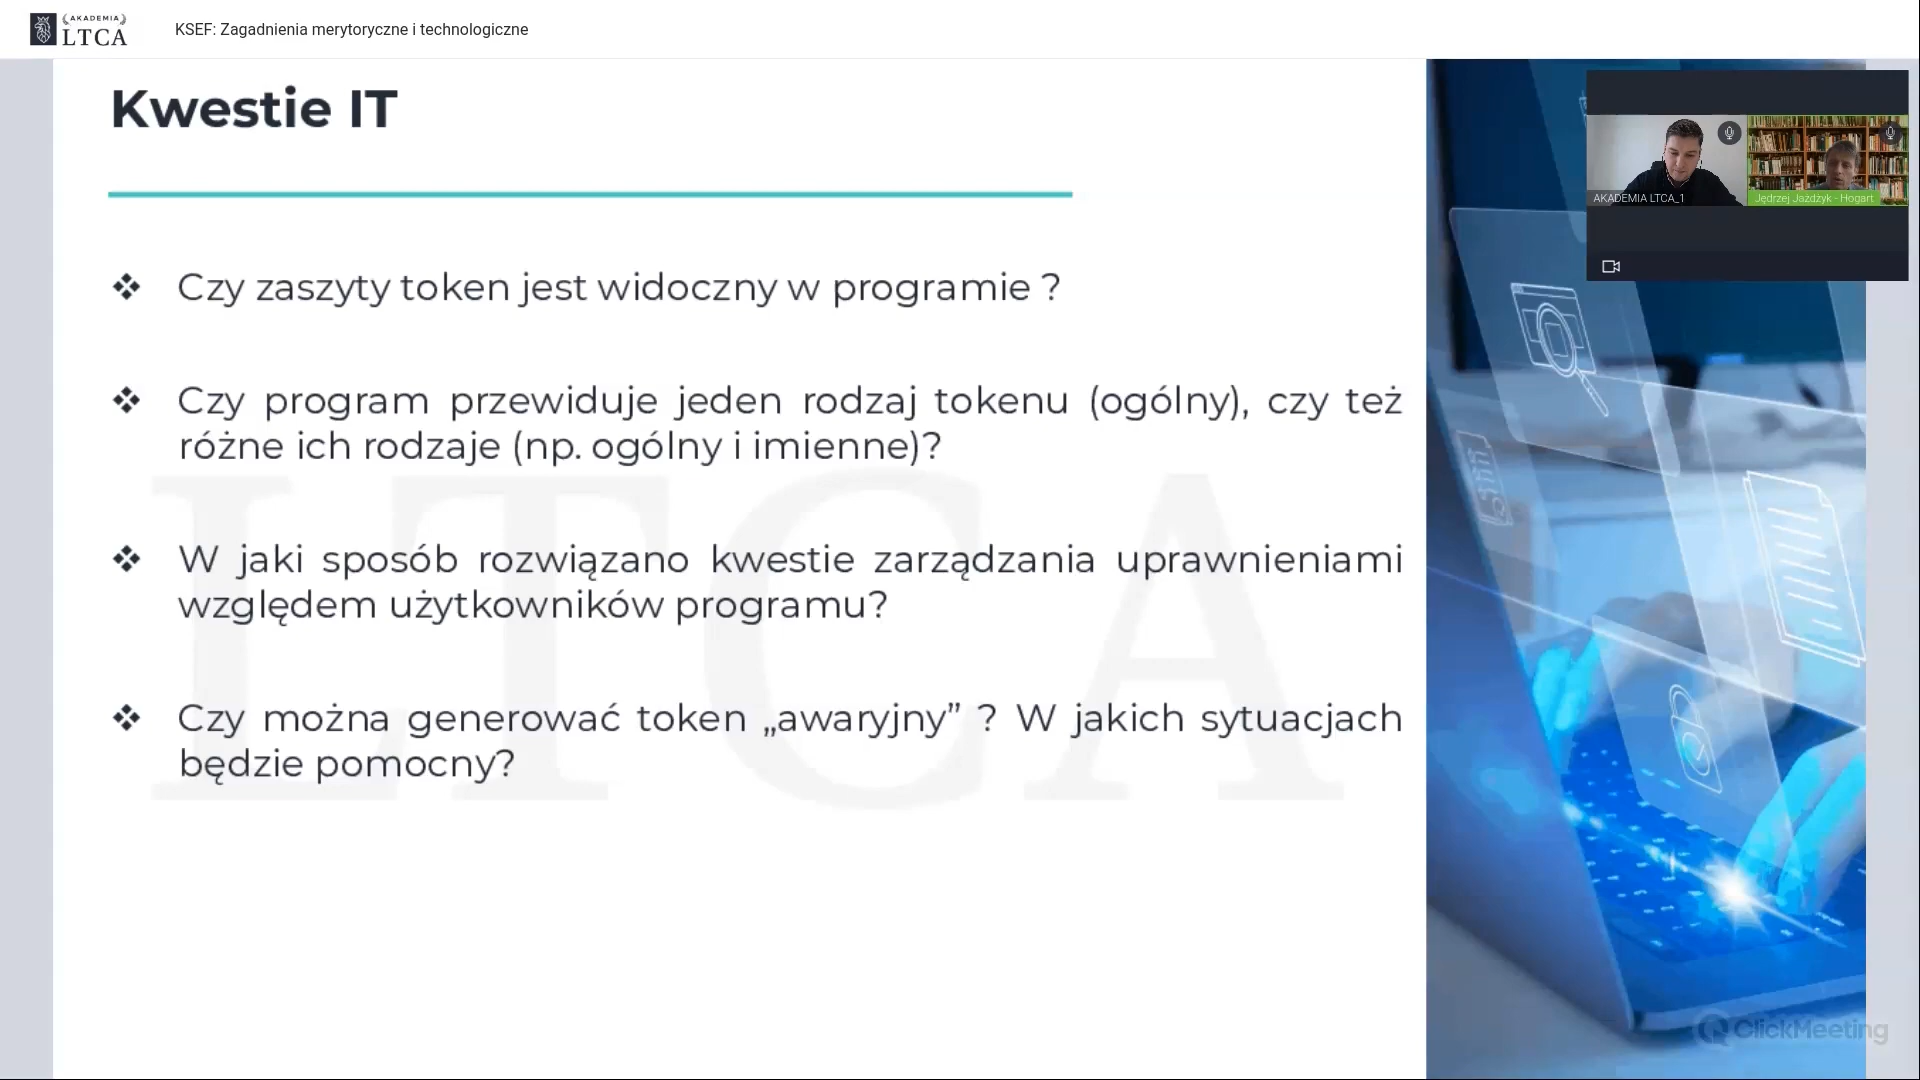 AKADEMIA
LTCA
KSEF: Zagadnienia merytoryczne i technologiczne
Kwestie IT
AKADEMIA LTCA_1
Jędrzej Jażdżyk - Hogart
❖ Czy zaszyty token jest widoczny w programie ?
❖ Czy program przewiduje jeden rodzaj tokenu (ogólny), czy też
różne ich rodzaje (np. ogólny i imienne)?
❖ W jaki sposób rozwiązano kwestie zarządzania uprawnieniami
względem użytkowników programu?
❖ Czy można generować token „awaryjny” ? W jakich sytuacjach
będzie pomocny?
LTCA
ClickMeeting